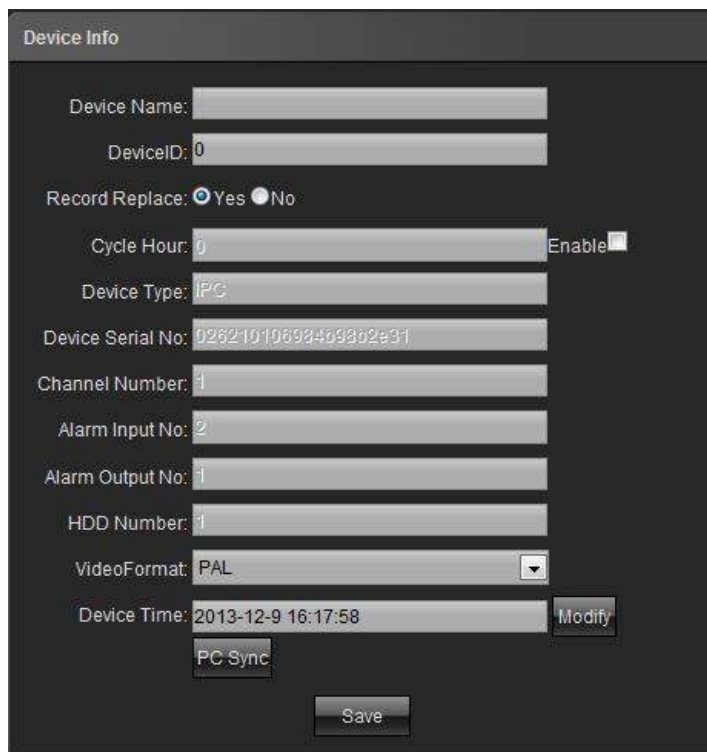 Device Info
Device Name:
DeviceID: 0
Record Replace: Yes No
Cycle Hour: 0 Enable
Device Type: IPC
Device Serial No: 026210106984b98b2e31
Channel Number: 1
Alarm Input No: 2
Alarm Output No: 1
HDD Number: 1
VideoFormat: PAL
Device Time: 2013-12-9 16:17:58 Modify
PC Sync
Save